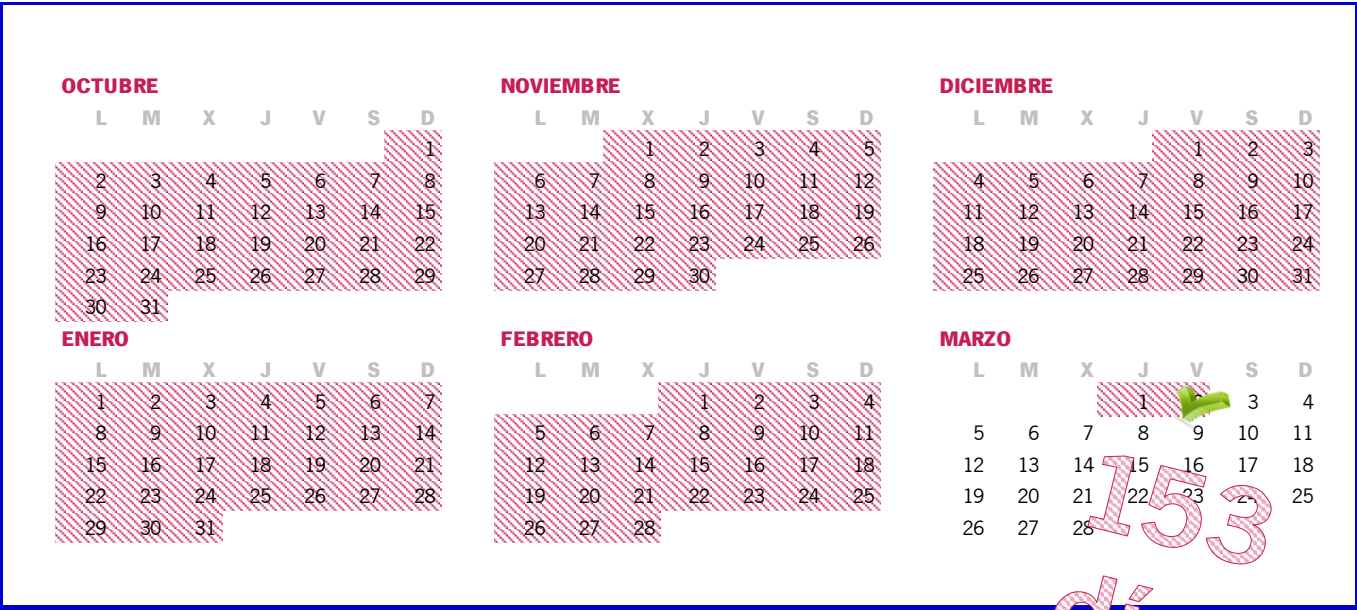 OCTUBRE
L M X J V S D
1
2 3 4 5 6 7 8
9 10 11 12 13 14 15
16 17 18 19 20 21 22
23 24 25 26 27 28 29
30 31
NOVIEMBRE
L M X J V S D
1 2 3 4 5
6 7 8 9 10 11 12
13 14 15 16 17 18 19
20 21 22 23 24 25 26
27 28 29 30
DICIEMBRE
L M X J V S D
1 2 3
4 5 6 7 8 9 10
11 12 13 14 15 16 17
18 19 20 21 22 23 24
25 26 27 28 29 30 31
ENERO
L M X J V S D
1 2 3 4 5 6 7
8 9 10 11 12 13 14
15 16 17 18 19 20 21
22 23 24 25 26 27 28
29 30 31
FEBRERO
L M X J V S D
1 2 3 4
5 6 7 8 9 10 11
12 13 14 15 16 17 18
19 20 21 22 23 24 25
26 27 28
MARZO
L M X J V S D
1 3 4
5 6 7 8 9 10 11
12 13 14 15 16 17 18
19 20 21 22 23 24 25
26 27 28
153